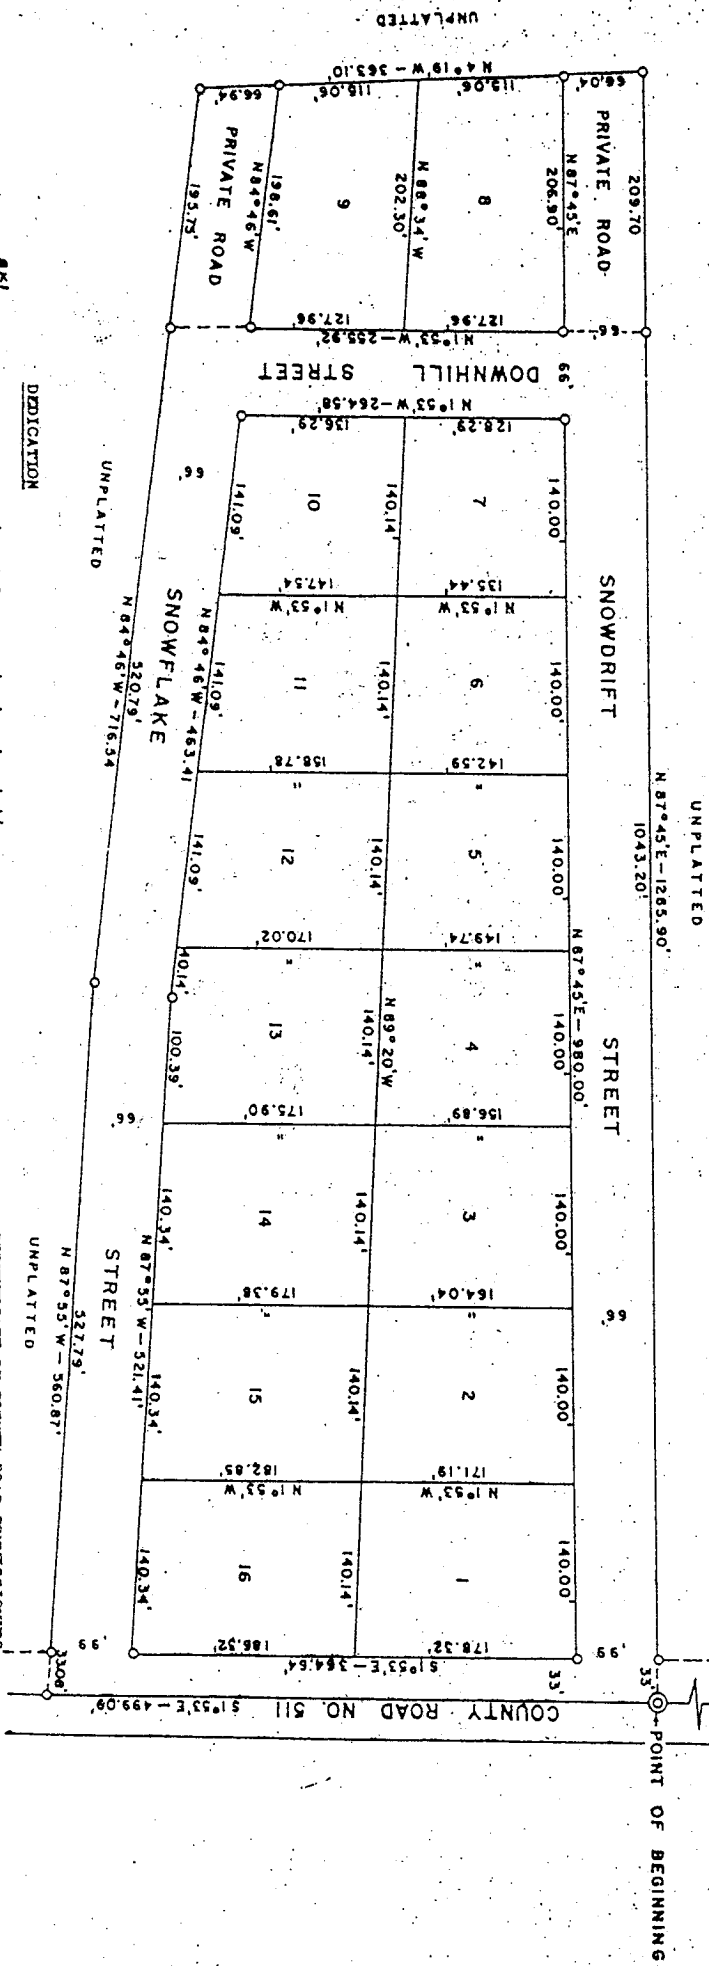 UNPLATTED
N 4°19'W – 363.10'
66.94'
115.06'
115.06'
66.04'
PRIVATE ROAD
195.75'
N 84°46'W
198.61'
9
N 88°34'W
202.30'
8
N 87°45'E
206.90'
PRIVATE ROAD
209.70
127.96'
127.96'
N 1°53'W – 255.92'
66'
66' DOWNHILL STREET
N 1°53'W – 264.58'
136.29'
128.29'
DEDICATION
UNPLATTED
66'
141.09'
10
140.14'
7
140.00'
147.54'
135.44'
N 1°53'W
N 1°53'W
SNOWFLAKE
N 84°46'W – 463.41
N 84°46'W – 716.54
520.79'
141.09'
11
140.14'
6
140.00'
SNOWDRIFT
158.78'
142.59'
"
"
141.09'
12
140.14'
5
140.00'
N 87°45'E – 1265.90'
1043.20'
UNPLATTED
170.02'
149.74'
"
"
40.14'
100.39'
13
N 89°20'W
140.14'
4
140.00'
N 87°45'E – 980.00'
STREET
66'
175.90'
156.89'
"
"
140.34'
14
140.14'
3
140.00'
UNPLATTED
STREET
N 87°55'W – 521.41'
527.79'
N 87°55'W – 560.87'
179.38'
164.04'
"
"
66'
140.34'
15
140.14'
2
140.00'
182.85'
171.19'
N 1°53'W
N 1°53'W
140.34'
16
140.14'
1
140.00'
66'
186.32'
178.32'
66'
33.08'
S 1°53'E – 364.64'
33'
33'
S 1°53'E – 499.09'
COUNTY ROAD NO. 511
POINT OF BEGINNING